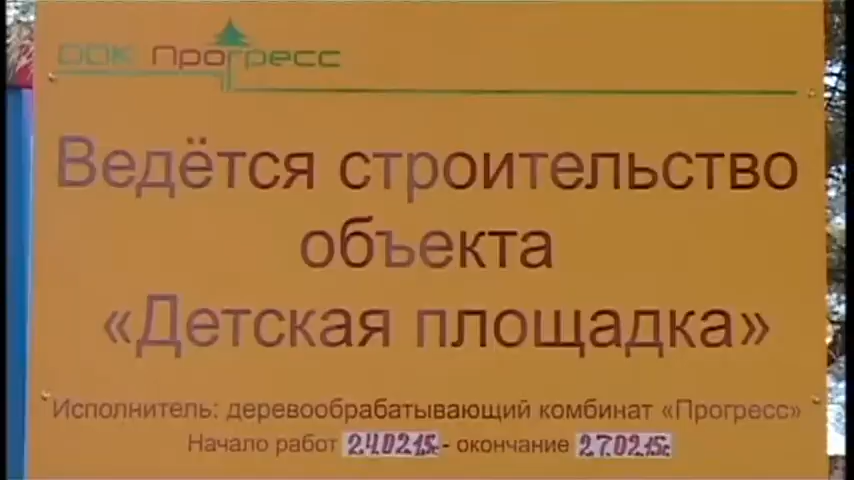 ДОК Прогресс
Ведётся строительство
объекта
«Детская площадка»
Исполнитель: деревообрабатывающий комбинат «Прогресс»
Начало работ 24.02.15г.- окончание 27.02.15г.